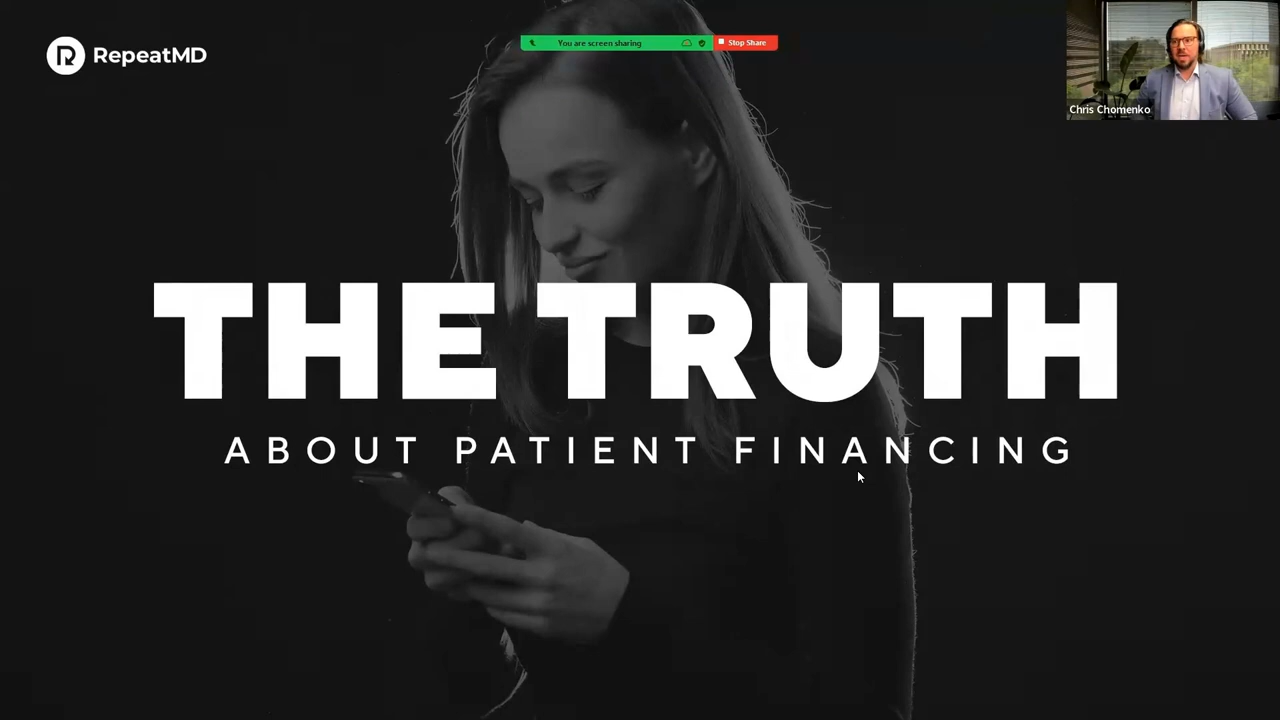 RepeatMD
You are screen sharing
Stop Share
Chris Chomenko
THE TRUTH
ABOUT PATIENT FINANCING